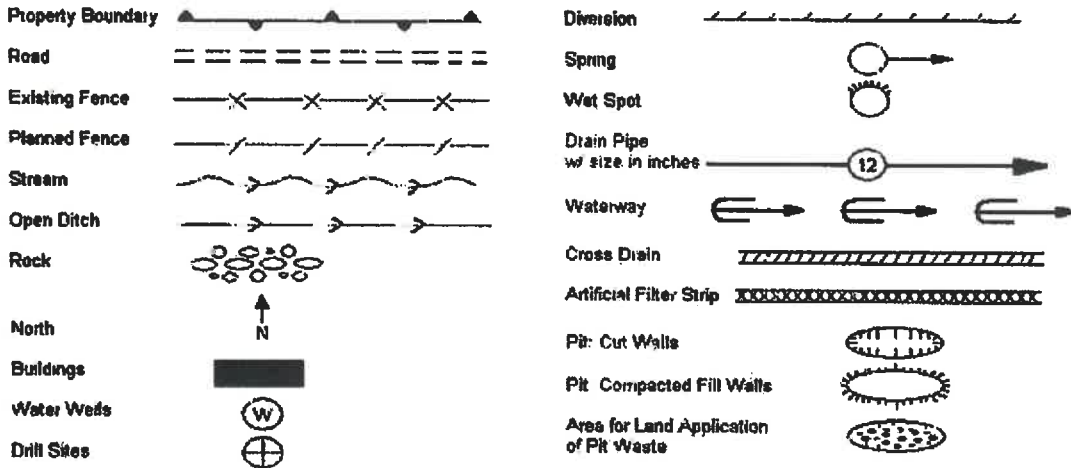 Property Boundary
Road
Existing Fence
Planned Fence
Stream
Open Ditch
Rock
North
N
Buildings
Water Wells
W
Drill Sites
Diversion
Spring
Wet Spot
Drain Pipe
w/ size in inches
12
Waterway
Cross Drain
Artificial Filter Strip
Pit: Cut Walls
Pit Compacted Fill Walls
Area for Land Application
of Pit Waste